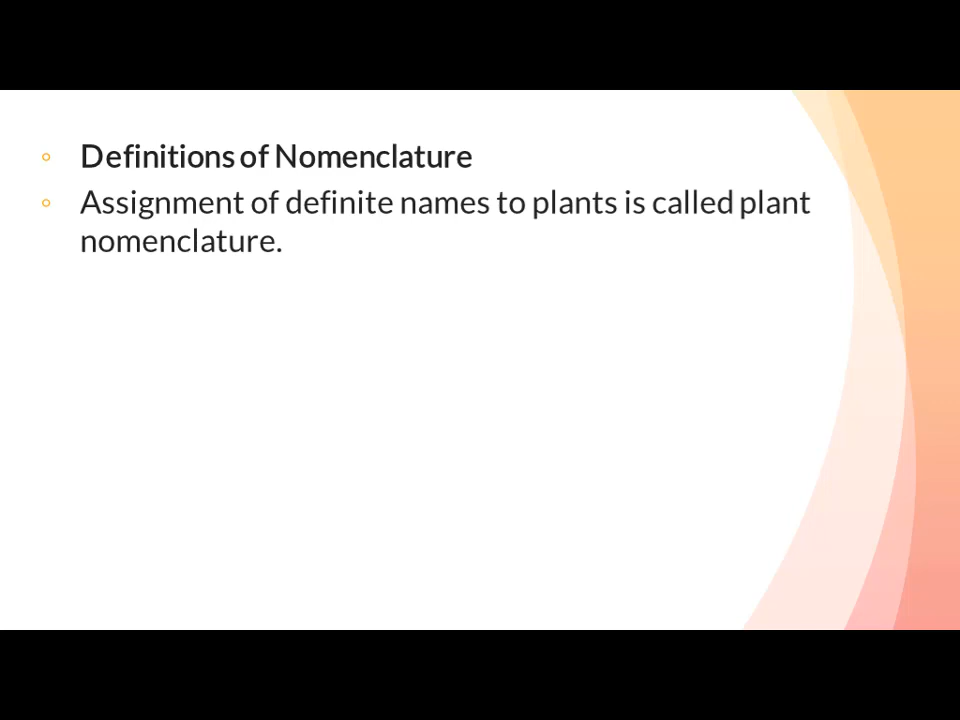 Definitions of Nomenclature
Assignment of definite names to plants is called plant
nomenclature.